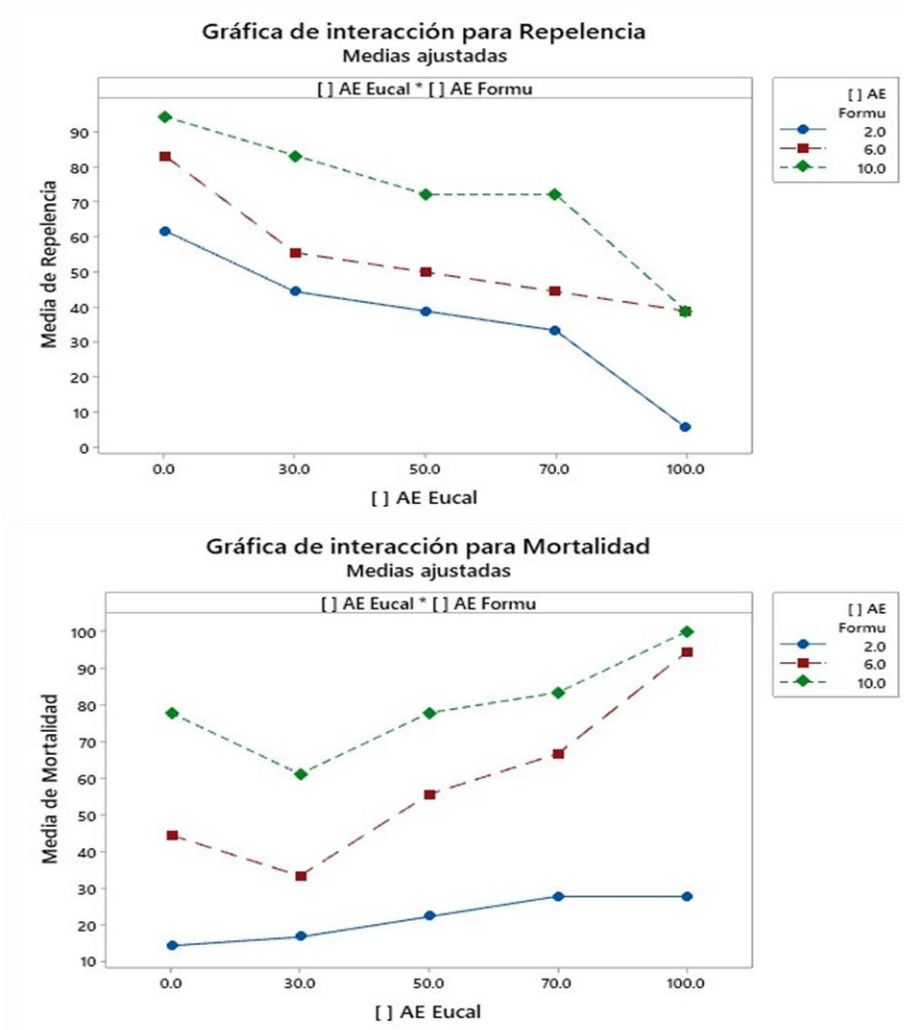 Gráfica de interacción para Repelencia
Medias ajustadas
[ ] AE Eucal * [ ] AE Formu
[ ] AE
Formu
2.0
6.0
10.0
Media de Repelencia
90
80
70
60
50
40
30
20
10
0
0.0 30.0 50.0 70.0 100.0
[ ] AE Eucal
Gráfica de interacción para Mortalidad
Medias ajustadas
[ ] AE Eucal * [ ] AE Formu
[ ] AE
Formu
2.0
6.0
10.0
Media de Mortalidad
100
90
80
70
60
50
40
30
20
10
0.0 30.0 50.0 70.0 100.0
[ ] AE Eucal